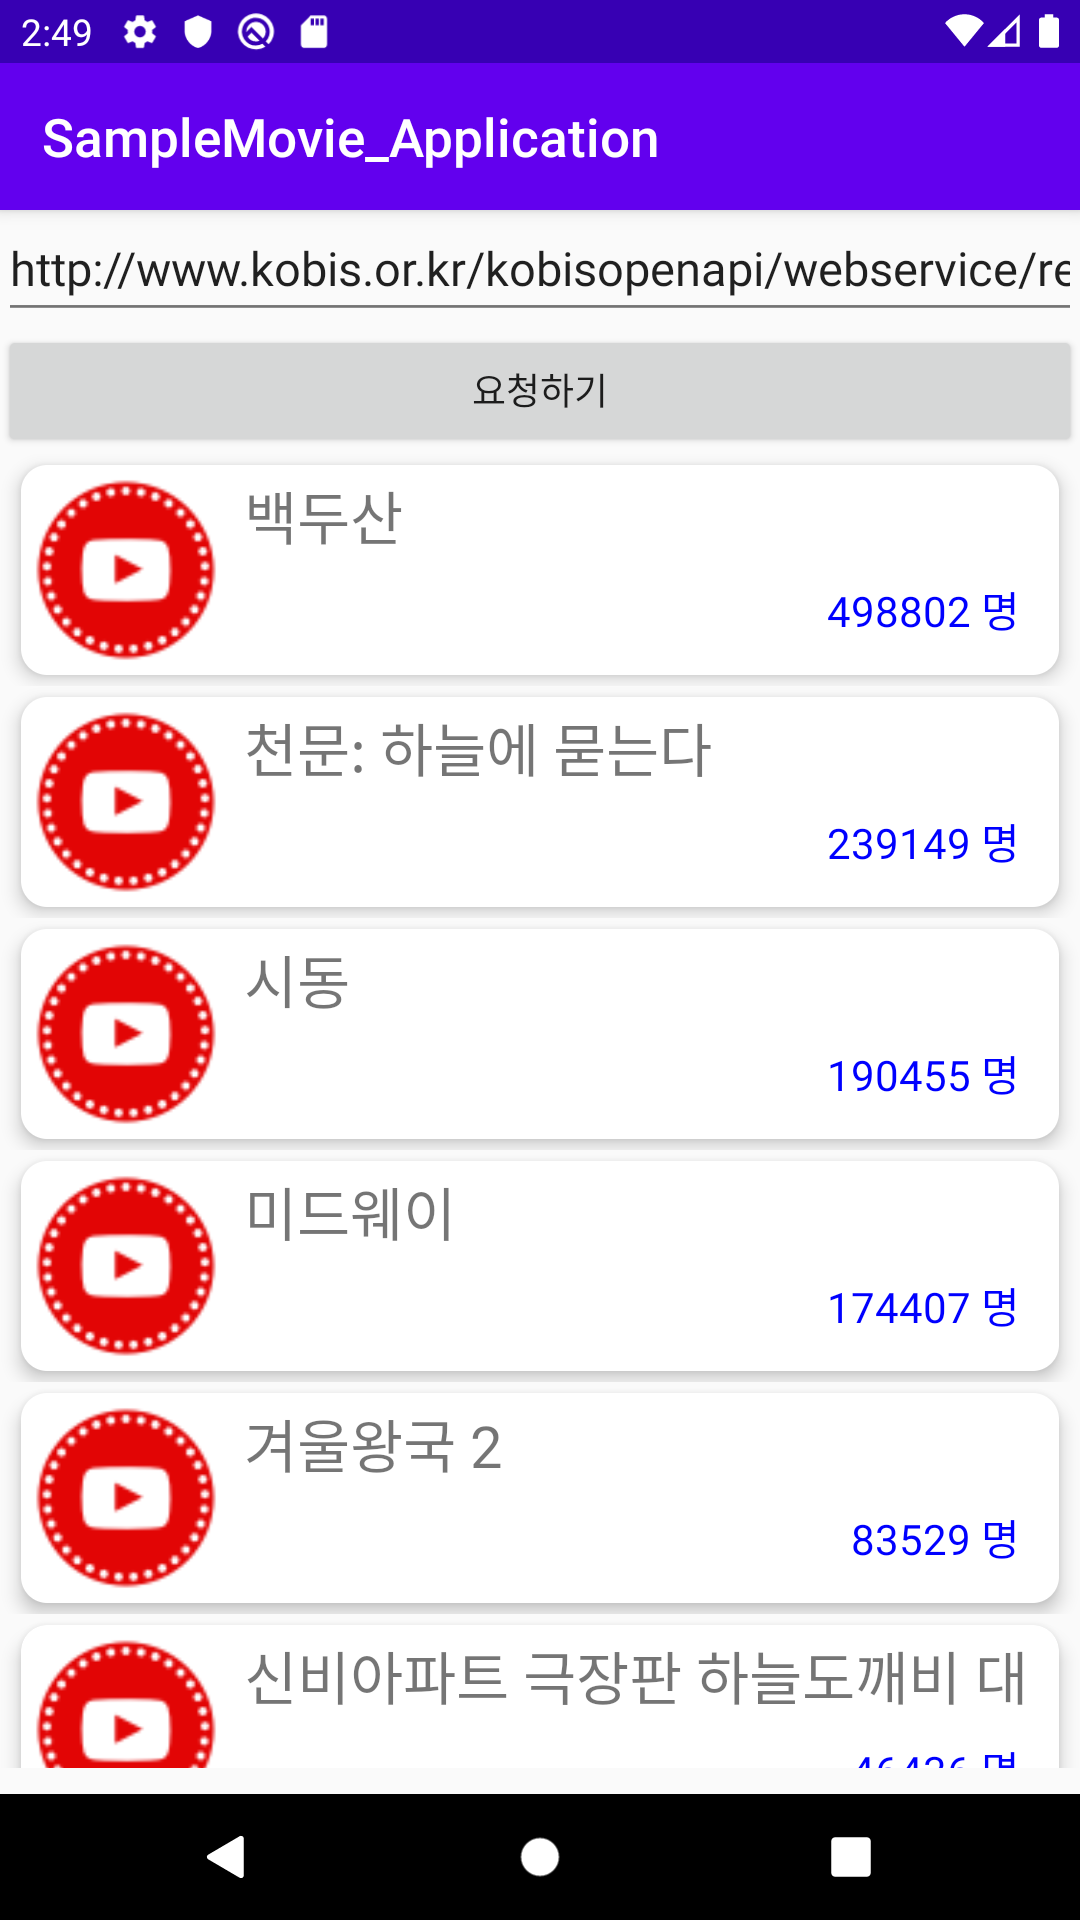 2:49
SampleMovie_Application
http://www.kobis.or.kr/kobisopenapi/webservice/re
요청하기
백두산
498802 명
천문: 하늘에 묻는다
239149 명
시동
190455 명
미드웨이
174407 명
겨울왕국 2
83529 명
신비아파트 극장판 하늘도깨비 대
46436 명